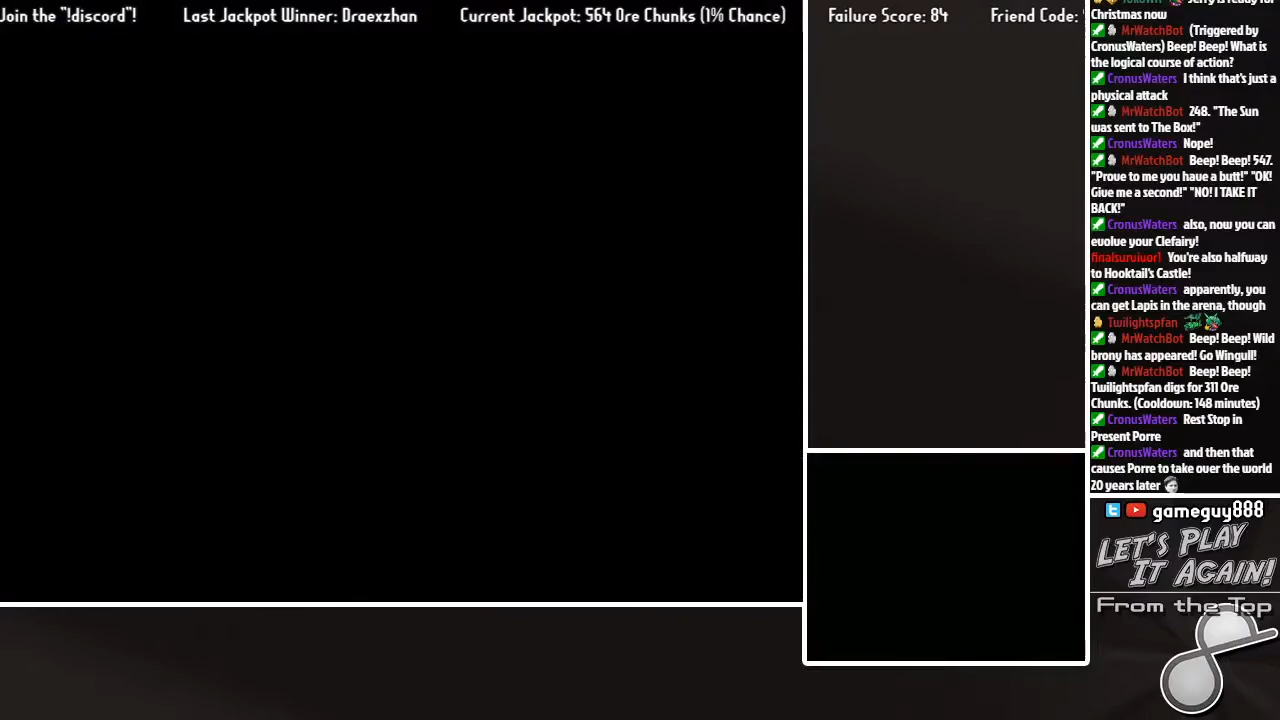 Join the "!discord"! Last Jackpot Winner: Draexzhan Current Jackpot: 564 Ore Chunks (1% Chance) Failure Score: 84 Friend Code:
Christmas now
MrWatchBot (Triggered by
CronusWaters) Beep! Beep! What is
the logical course of action?
CronusWaters I think that's just a
physical attack
MrWatchBot 248. "The Sun
was sent to The Box!"
CronusWaters Nope!
MrWatchBot Beep! Beep! 547.
"Prove to me you have a butt!" "OK!
Give me a second!" "NO! I TAKE IT
BACK!"
CronusWaters also, now you can
evolve your Clefairy!
finalsurvivor1 You're also halfway
to Hooktail's Castle!
CronusWaters apparently, you
can get Lapis in the arena, though
Twilightspfan
MrWatchBot Beep! Beep! Wild
brony has appeared! Go Wingull!
MrWatchBot Beep! Beep!
Twilightspfan digs for 311 Ore
Chunks. (Cooldown: 148 minutes)
CronusWaters Rest Stop in
Present Porre
CronusWaters and then that
causes Porre to take over the world
20 years later
gameguy888
LET'S PLAY
IT AGAIN!
From the Top